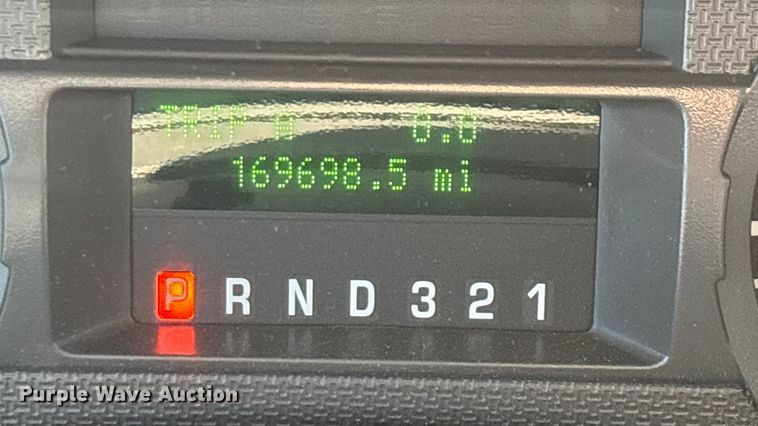 TRIP A 0.0
169698.5 mi
P R N D 3 2 1
Purple Wave Auction